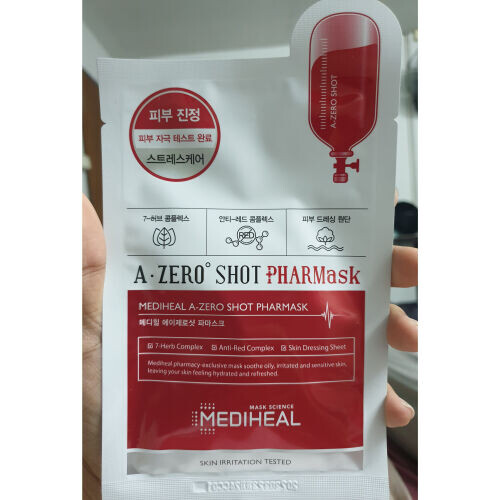 A-ZERO SHOT
피부 진정
피부 자극 테스트 완료
스트레스케어
7-허브 콤플렉스
안티-레드 콤플렉스
피부 드레싱 원단
RED
A·ZERO° SHOT PHARMask
MEDIHEAL A-ZERO SHOT PHARMASK
메디힐 에이제로샷 파마스크
7-Herb Complex
Anti-Red Complex
Skin Dressing Sheet
Mediheal pharmacy-exclusive mask soothe oily, irritated and sensitive skin,
leaving your skin feeling hydrated and refreshed.
MASK SCIENCE
MEDIHEAL
SKIN IRRITATION TESTED